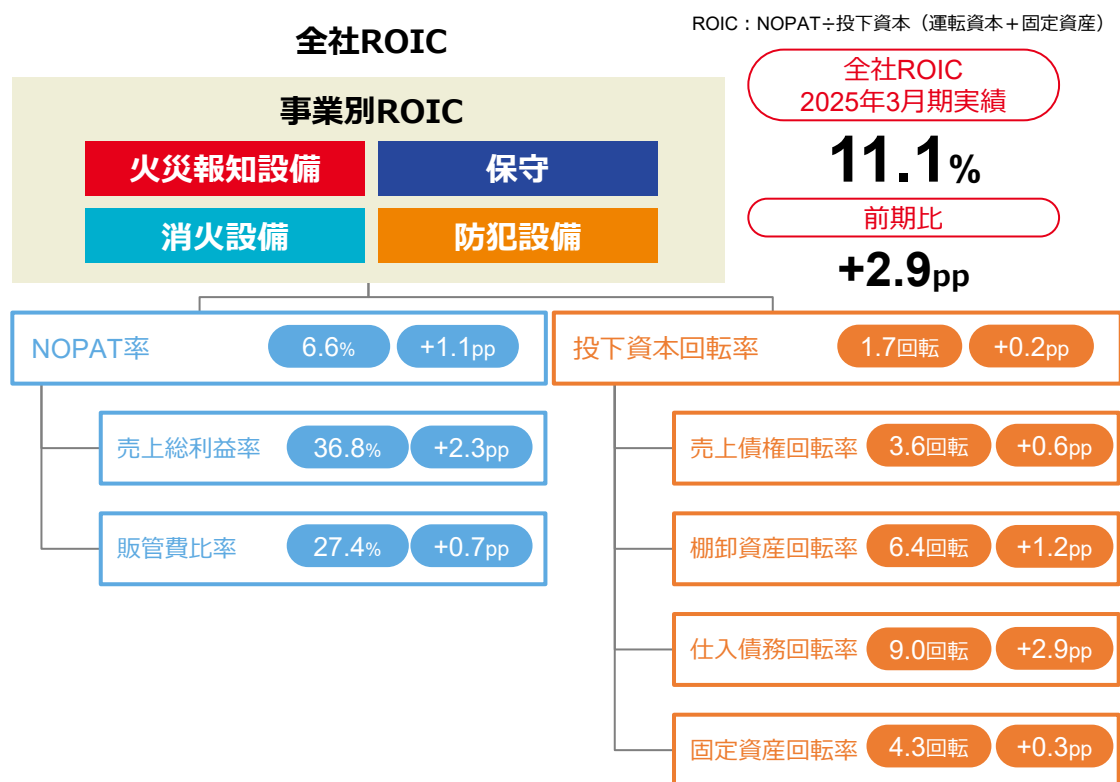 全社ROIC
ROIC：NOPAT÷投下資本（運転資本＋固定資産）
事業別ROIC
火災報知設備
保守
消火設備
防犯設備
全社ROIC
2025年3月期実績
11.1%
前期比
+2.9pp
NOPAT率 6.6% +1.1pp
売上総利益率 36.8% +2.3pp
販管費比率 27.4% +0.7pp
投下資本回転率 1.7回転 +0.2pp
売上債権回転率 3.6回転 +0.6pp
棚卸資産回転率 6.4回転 +1.2pp
仕入債務回転率 9.0回転 +2.9pp
固定資産回転率 4.3回転 +0.3pp